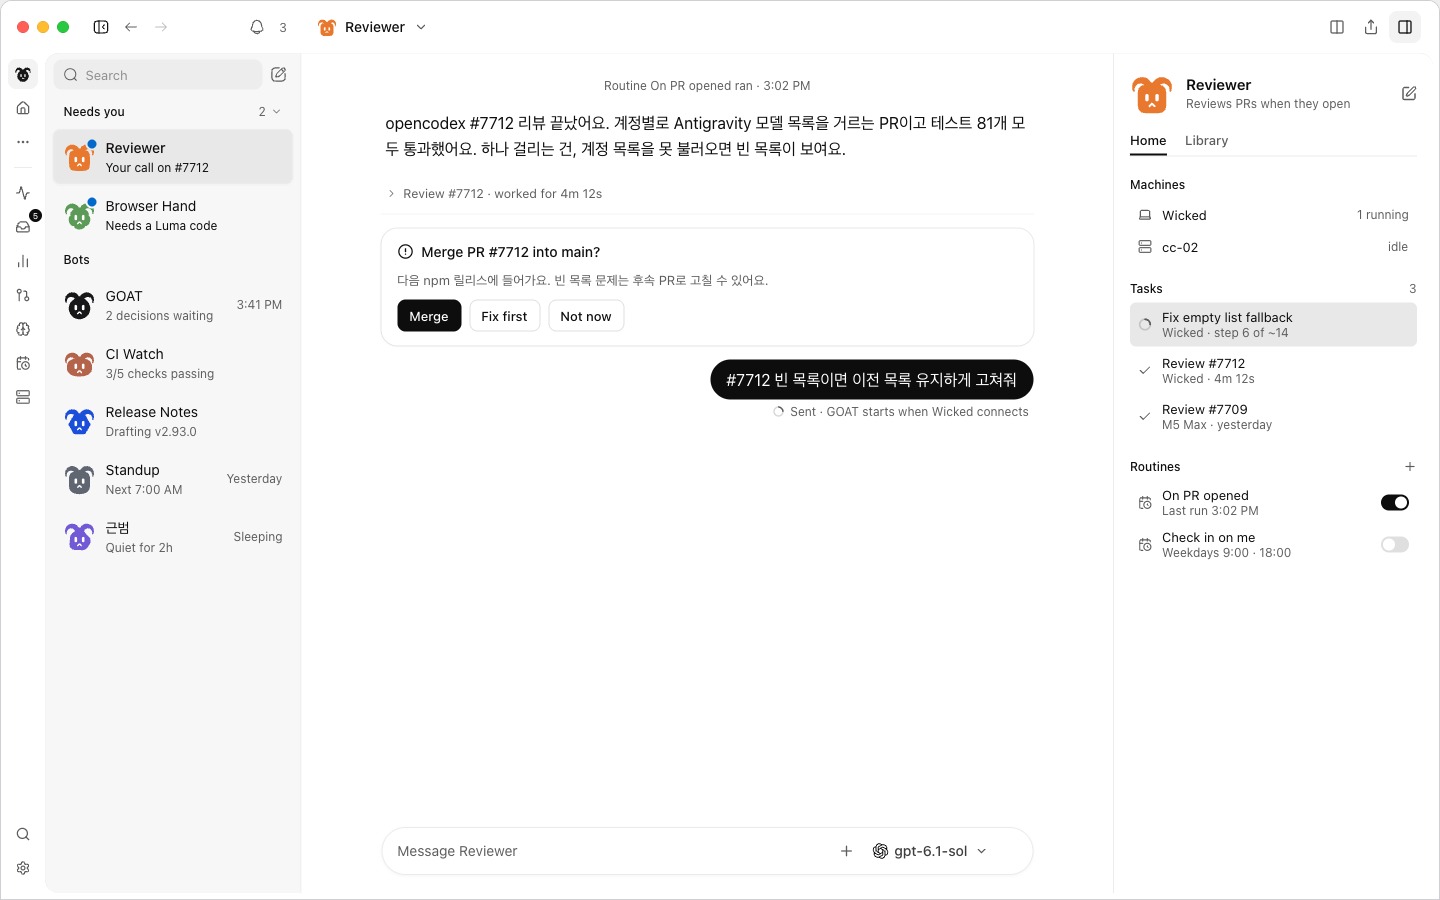 3
Reviewer
Search
Needs you
2
Reviewer
Your call on #7712
Browser Hand
Needs a Luma code
5
Bots
GOAT
3:41 PM
2 decisions waiting
CI Watch
3/5 checks passing
Release Notes
Drafting v2.93.0
Standup
Yesterday
Next 7:00 AM
근범
Sleeping
Quiet for 2h
Routine On PR opened ran · 3:02 PM
opencodex #7712 리뷰 끝났어요. 계정별로 Antigravity 모델 목록을 거르는 PR이고 테스트 81개 모
두 통과했어요. 하나 걸리는 건, 계정 목록을 못 불러오면 빈 목록이 보여요.
Review #7712 · worked for 4m 12s
Merge PR #7712 into main?
다음 npm 릴리스에 들어가요. 빈 목록 문제는 후속 PR로 고칠 수 있어요.
Merge
Fix first
Not now
#7712 빈 목록이면 이전 목록 유지하게 고쳐줘
Sent · GOAT starts when Wicked connects
Message Reviewer
gpt-6.1-sol
Reviewer
Reviews PRs when they open
Home
Library
Machines
Wicked
1 running
cc-02
idle
Tasks
3
Fix empty list fallback
Wicked · step 6 of ~14
Review #7712
Wicked · 4m 12s
Review #7709
M5 Max · yesterday
Routines
On PR opened
Last run 3:02 PM
Check in on me
Weekdays 9:00 · 18:00